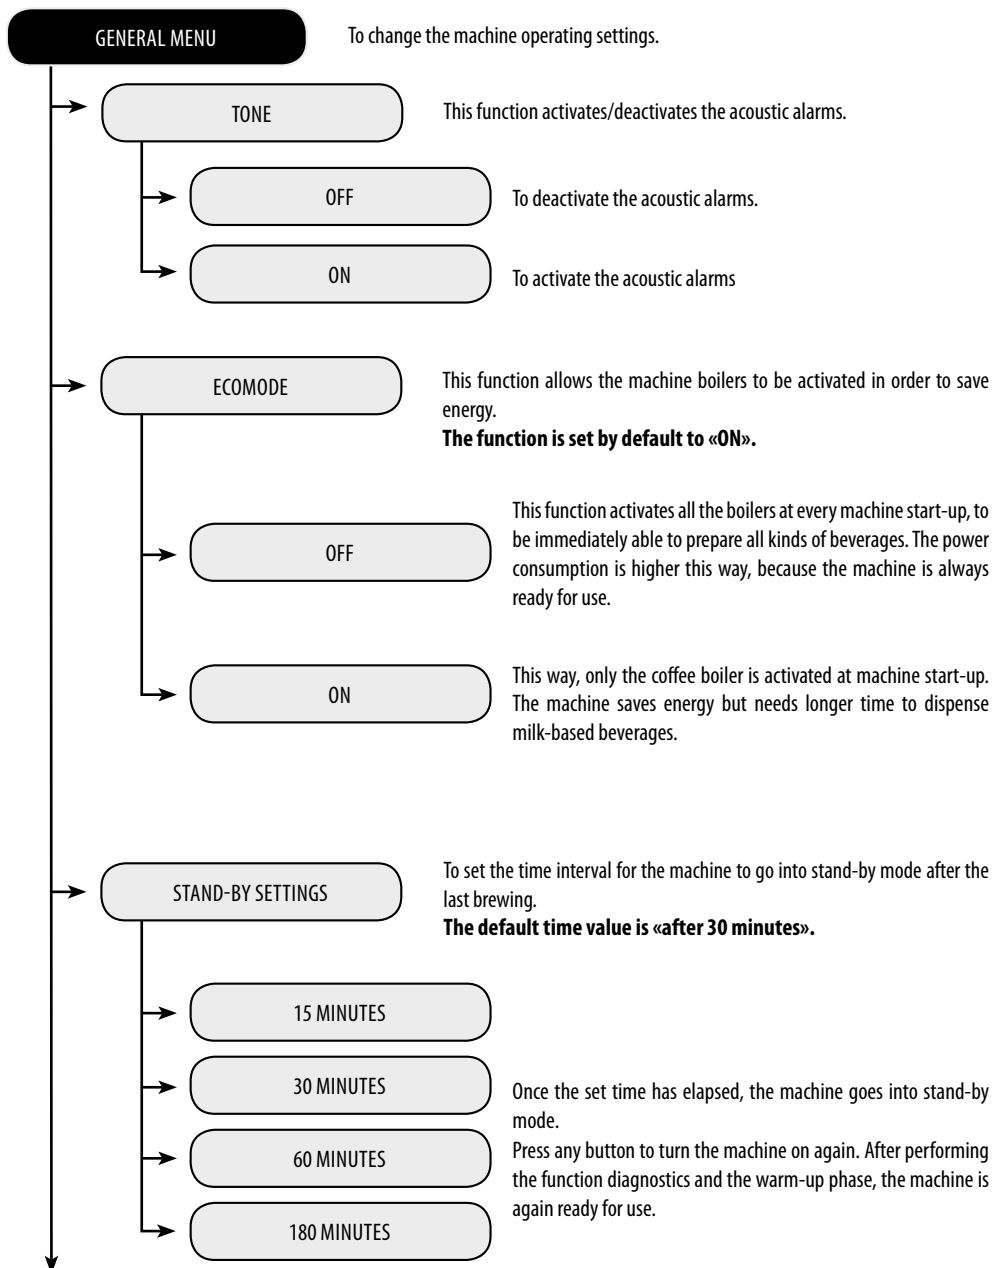 GENERAL MENU
To change the machine operating settings.
TONE
This function activates/deactivates the acoustic alarms.
OFF
To deactivate the acoustic alarms.
ON
To activate the acoustic alarms
ECOMODE
This function allows the machine boilers to be activated in order to save
energy.
The function is set by default to «ON».
OFF
This function activates all the boilers at every machine start-up, to
be immediately able to prepare all kinds of beverages. The power
consumption is higher this way, because the machine is always
ready for use.
ON
This way, only the coffee boiler is activated at machine start-up.
The machine saves energy but needs longer time to dispense
milk-based beverages.
STAND-BY SETTINGS
To set the time interval for the machine to go into stand-by mode after the
last brewing.
The default time value is «after 30 minutes».
15 MINUTES
30 MINUTES
60 MINUTES
180 MINUTES
Once the set time has elapsed, the machine goes into stand-by
mode.
Press any button to turn the machine on again. After performing
the function diagnostics and the warm-up phase, the machine is
again ready for use.